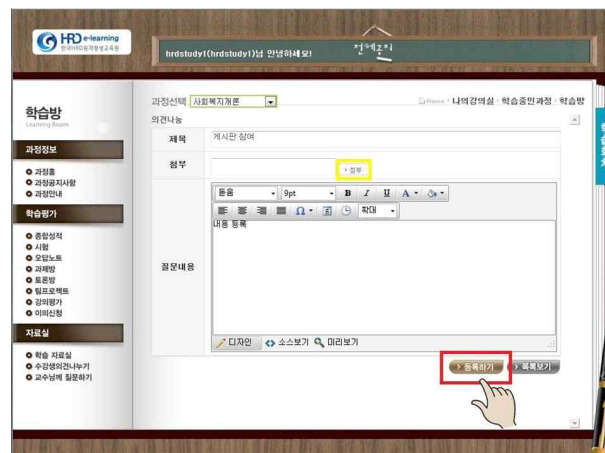 HRD e-learning
한국HRD원격평생교육원
hrdstudy1(hrdstudy1)님 안녕하세요!
전체공지
학습방
Learning Room
과정선택 사회복지개론
Home 나의강의실 · 학습중인과정 · 학습방
의견나눔
과정정보
과정홈
과정공지사항
과정안내
학습평가
종합성적
시험
오답노트
과제방
토론방
팀프로젝트
강의평가
이의신청
자료실
학습 자료실
수강생의견나누기
교수님께 질문하기
제목 게시판 참여
첨부 첨부
질문내용
돋움 9pt B I U A
Ω 확대
내용 등록
디자인 소스보기 미리보기
등록하기 목록보기